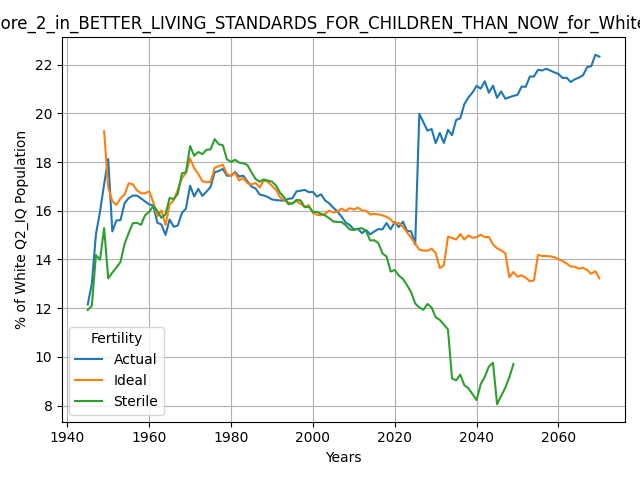 ore_2_in_BETTER_LIVING_STANDARDS_FOR_CHILDREN_THAN_NOW_for_White
% of White Q2_IQ Population
22
20
18
16
14
12
10
8
Fertility
Actual
Ideal
Sterile
1940 1960 1980 2000 2020 2040 2060
Years